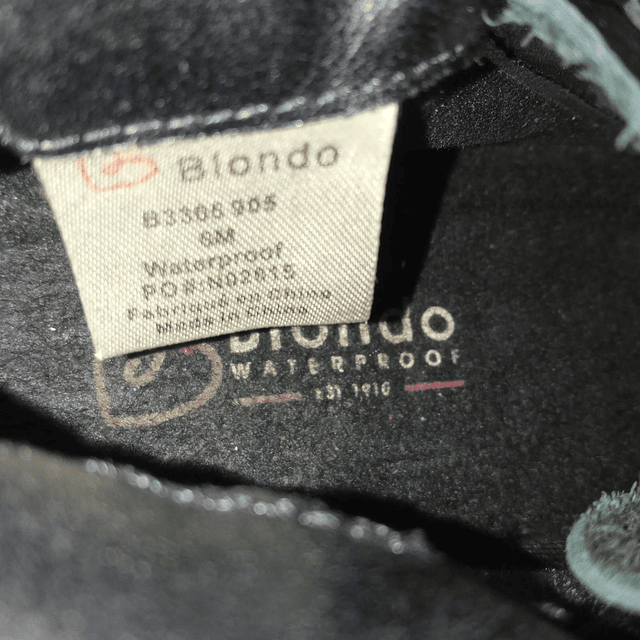 Blondo
B3306 905
6M
Waterproof
PO#:N02615
Fabriqué en Chine
Made in China
Blondo
WATERPROOF
EST. 1910